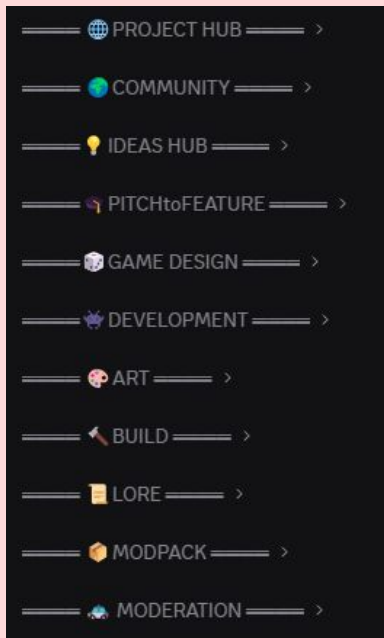 ═════ 🌐 PROJECT HUB ═════ >
═════ 🌍 COMMUNITY ═════ >
═════ 💡 IDEAS HUB ═════ >
═════ 🎓 PITCHtoFEATURE ═════ >
═════ 🎲 GAME DESIGN ═════ >
═════ 👾 DEVELOPMENT ═════ >
═════ 🎨 ART ═════ >
═════ 🔨 BUILD ═════ >
═════ 📜 LORE ═════ >
═════ 📦 MODPACK ═════ >
═════ 🚓 MODERATION ═════ >